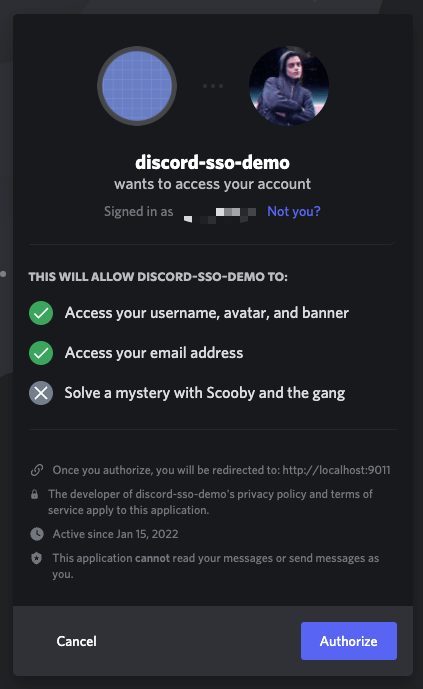 discord-sso-demo
wants to access your account
Signed in as Not you?
THIS WILL ALLOW DISCORD-SSO-DEMO TO:
Access your username, avatar, and banner
Access your email address
Solve a mystery with Scooby and the gang
Once you authorize, you will be redirected to: http://localhost:9011
The developer of discord-sso-demo's privacy policy and terms of
service apply to this application.
Active since Jan 15, 2022
This application cannot read your messages or send messages as
you.
Cancel Authorize